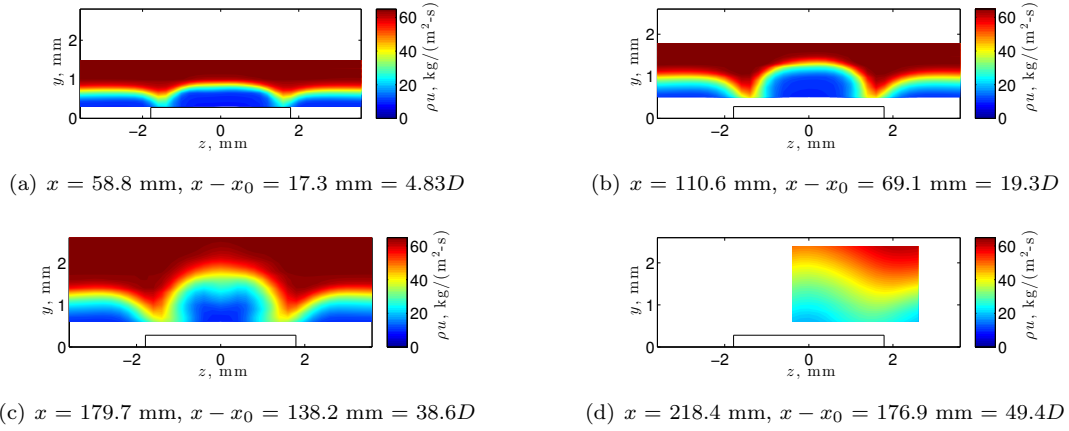 2
1
0
y, mm
−2
0
2
z, mm
60
40
20
0
ρu, kg/(m²-s)
(a) x = 58.8 mm, x − x₀ = 17.3 mm = 4.83D
2
1
0
y, mm
−2
0
2
z, mm
60
40
20
0
ρu, kg/(m²-s)
(b) x = 110.6 mm, x − x₀ = 69.1 mm = 19.3D
2
1
0
y, mm
−2
0
2
z, mm
60
40
20
0
ρu, kg/(m²-s)
(c) x = 179.7 mm, x − x₀ = 138.2 mm = 38.6D
2
1
0
y, mm
−2
0
2
z, mm
60
40
20
0
ρu, kg/(m²-s)
(d) x = 218.4 mm, x − x₀ = 176.9 mm = 49.4D